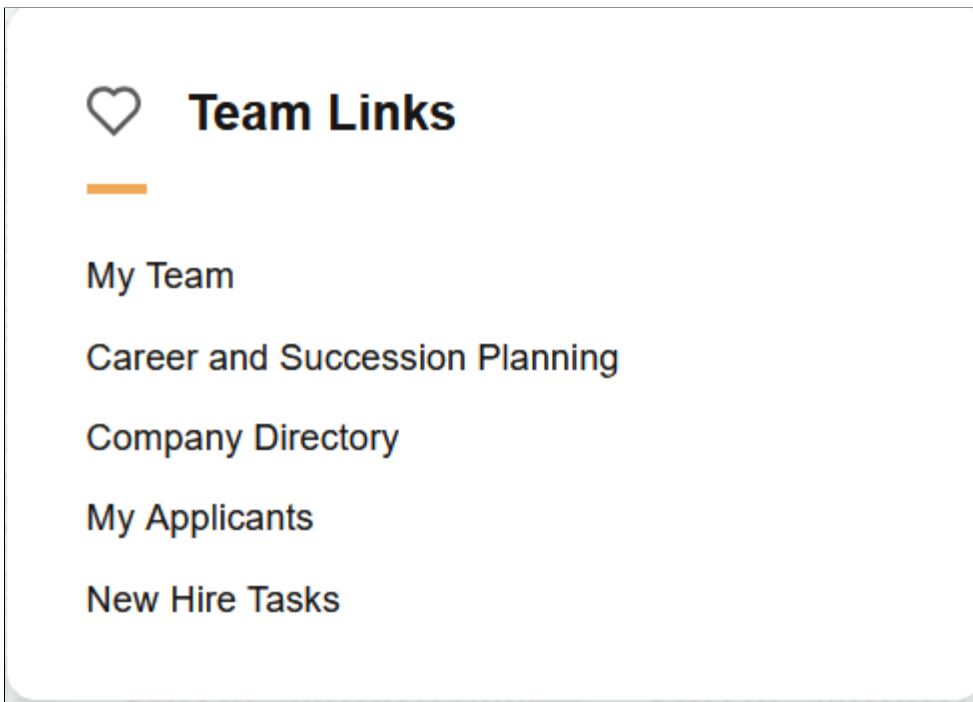 Team Links
My Team
Career and Succession Planning
Company Directory
My Applicants
New Hire Tasks